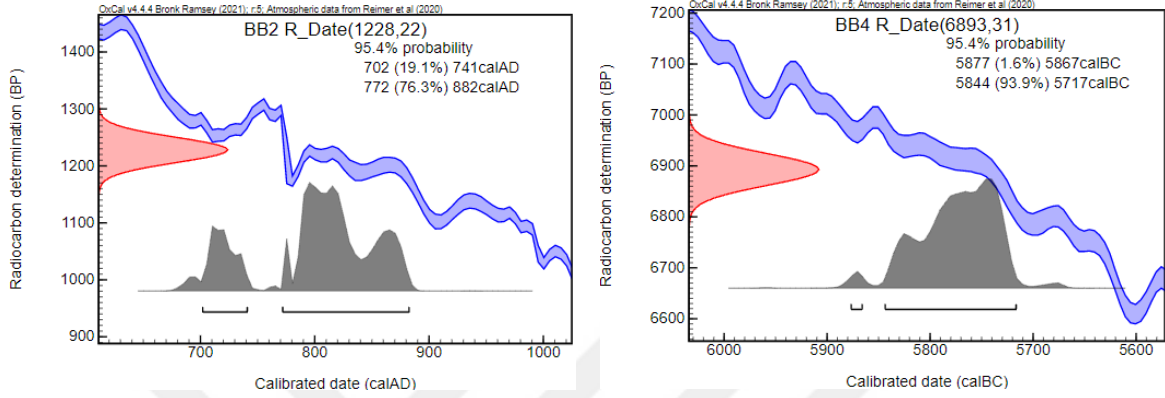 OxCal v4.4.4 Bronk Ramsey (2021); r:5; Atmospheric data from Reimer et al (2020)
BB2 R_Date(1228,22)
95.4% probability
702 (19.1%) 741calAD
772 (76.3%) 882calAD
Radiocarbon determination (BP)
1400
1300
1200
1100
1000
900
700 800 900 1000
Calibrated date (calAD)
OxCal v4.4.4 Bronk Ramsey (2021); r:5; Atmospheric data from Reimer et al (2020)
BB4 R_Date(6893,31)
95.4% probability
5877 (1.6%) 5867calBC
5844 (93.9%) 5717calBC
Radiocarbon determination (BP)
7200
7100
7000
6900
6800
6700
6600
6000 5900 5800 5700 5600
Calibrated date (calBC)